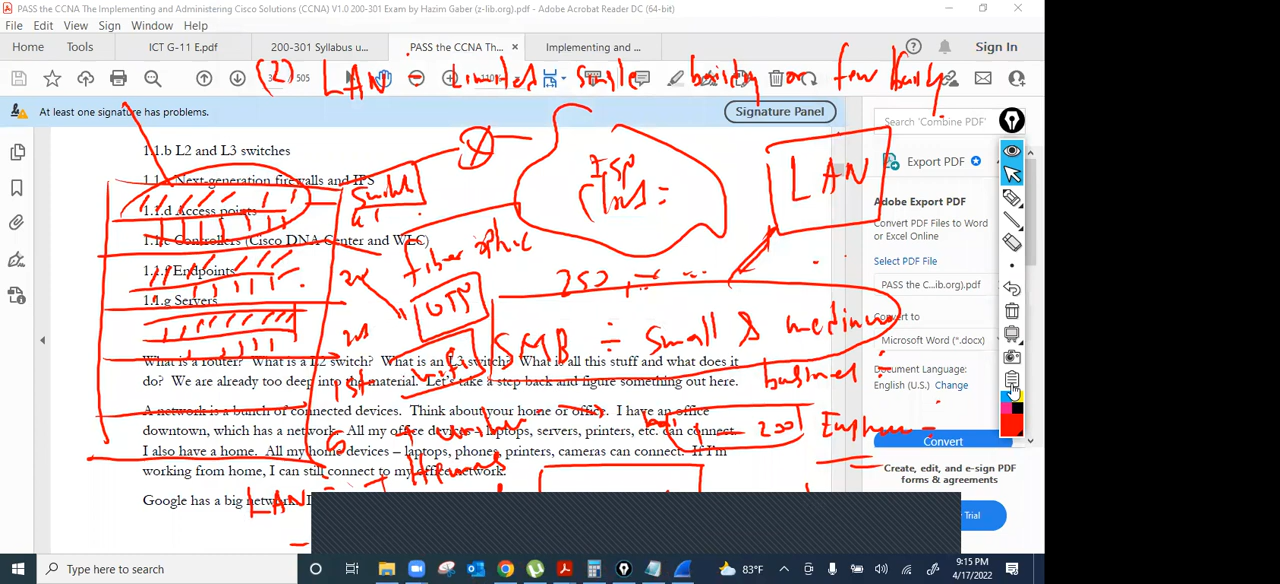 PASS the CCNA The Implementing and Administering Cisco Solutions (CCNA) V1.0 200-301 Exam by Hazim Gaber (z-lib.org).pdf - Adobe Acrobat Reader DC (64-bit)
File Edit View Sign Window Help
Home Tools ICT G-11 E.pdf 200-301 Syllabus u... PASS the CCNA Th... × Implementing and ... Sign In
(2) LAN - Limited single building or few
505
At least one signature has problems. Signature Panel
Search 'Combine PDF'
1.1.b L2 and L3 switches
Next-generation firewalls and IPS
1.1.d Access points
1.1.e Controllers (Cisco DNA Center and WLC)
1.1.f Endpoints
1.1.g Servers
Switch
ISP
LAN
fiber optic
UTP
wifi
250 + ...
SMB ÷ Small & medium
business
1st
G
1 - 200
LAN
Homes
What is a router? What is a L2 switch? What is an L3 switch? What is all this stuff and what does it
do? We are already too deep into the material. Let's take a step back and figure something out here.
A network is a bunch of connected devices. Think about your home or office. I have an office
downtown, which has a network. All my office devices – laptops, servers, printers, etc. can connect.
I also have a home. All my home devices – laptops, phones, printers, cameras can connect. If I'm
working from home, I can still connect to my office network.
Google has a big network.
Export PDF
Adobe Export PDF
Convert PDF Files to Word
or Excel Online
Select PDF File
PASS the C...ib.org).pdf
Convert to
Microsoft Word (*.docx)
Document Language:
English (U.S.) Change
Convert
Create, edit, and e-sign PDF
forms & agreements
Trial
Type here to search
83°F
9:15 PM
4/17/2022